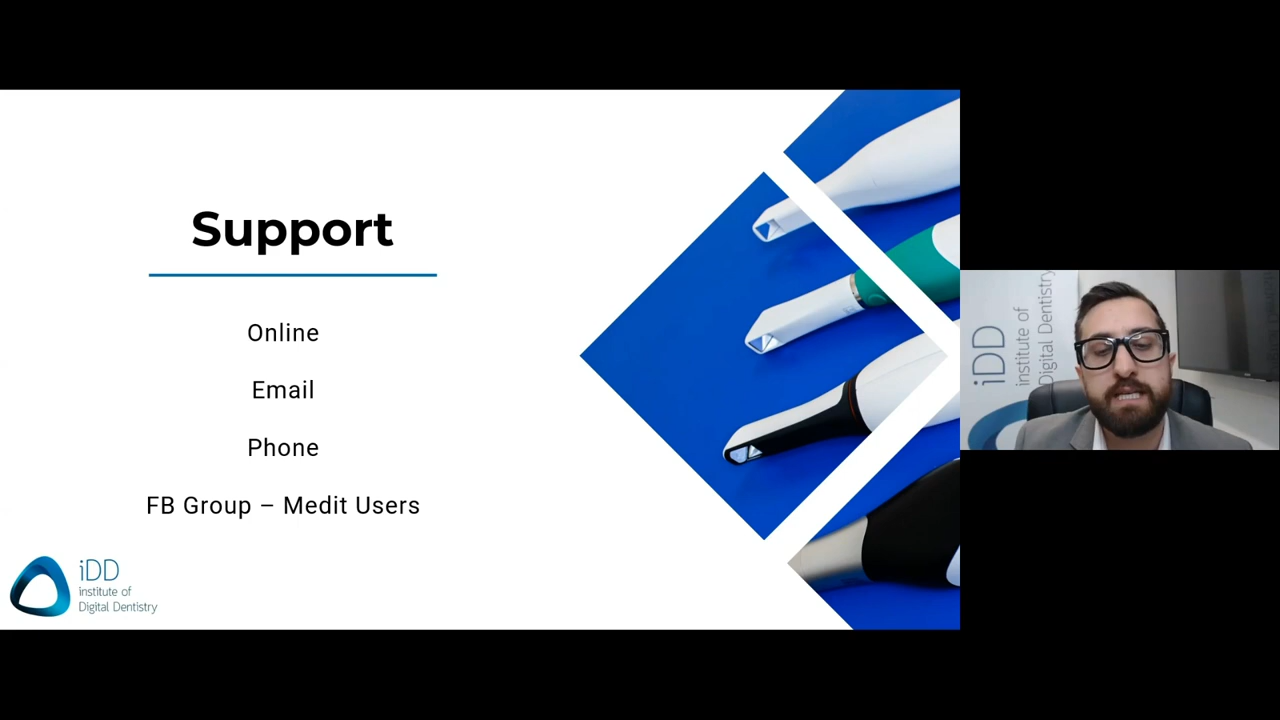 Support
Online
Email
Phone
FB Group – Medit Users
iDD
institute of
Digital Dentistry
iDD
institute of
Digital Dentistry